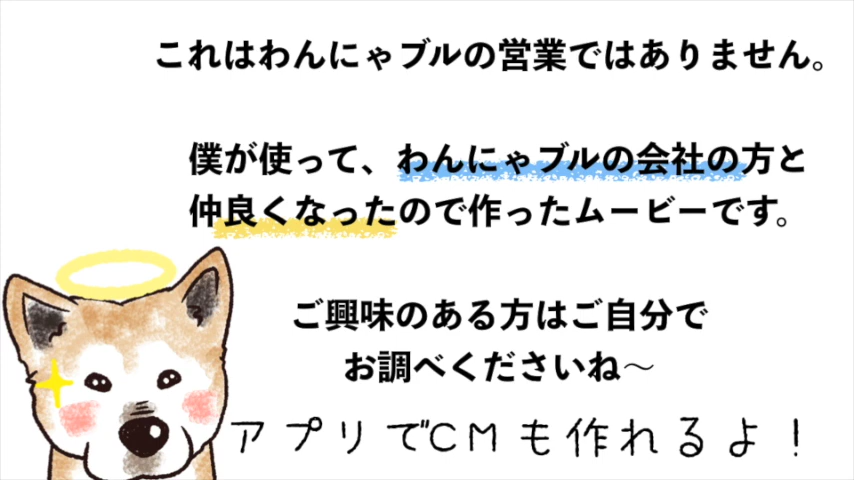 これはわんにゃブルの営業ではありません。
僕が使って、わんにゃブルの会社の方と
仲良くなったので作ったムービーです。
ご興味のある方はご自分で
お調べくださいね～
アプリでCMも作れるよ！